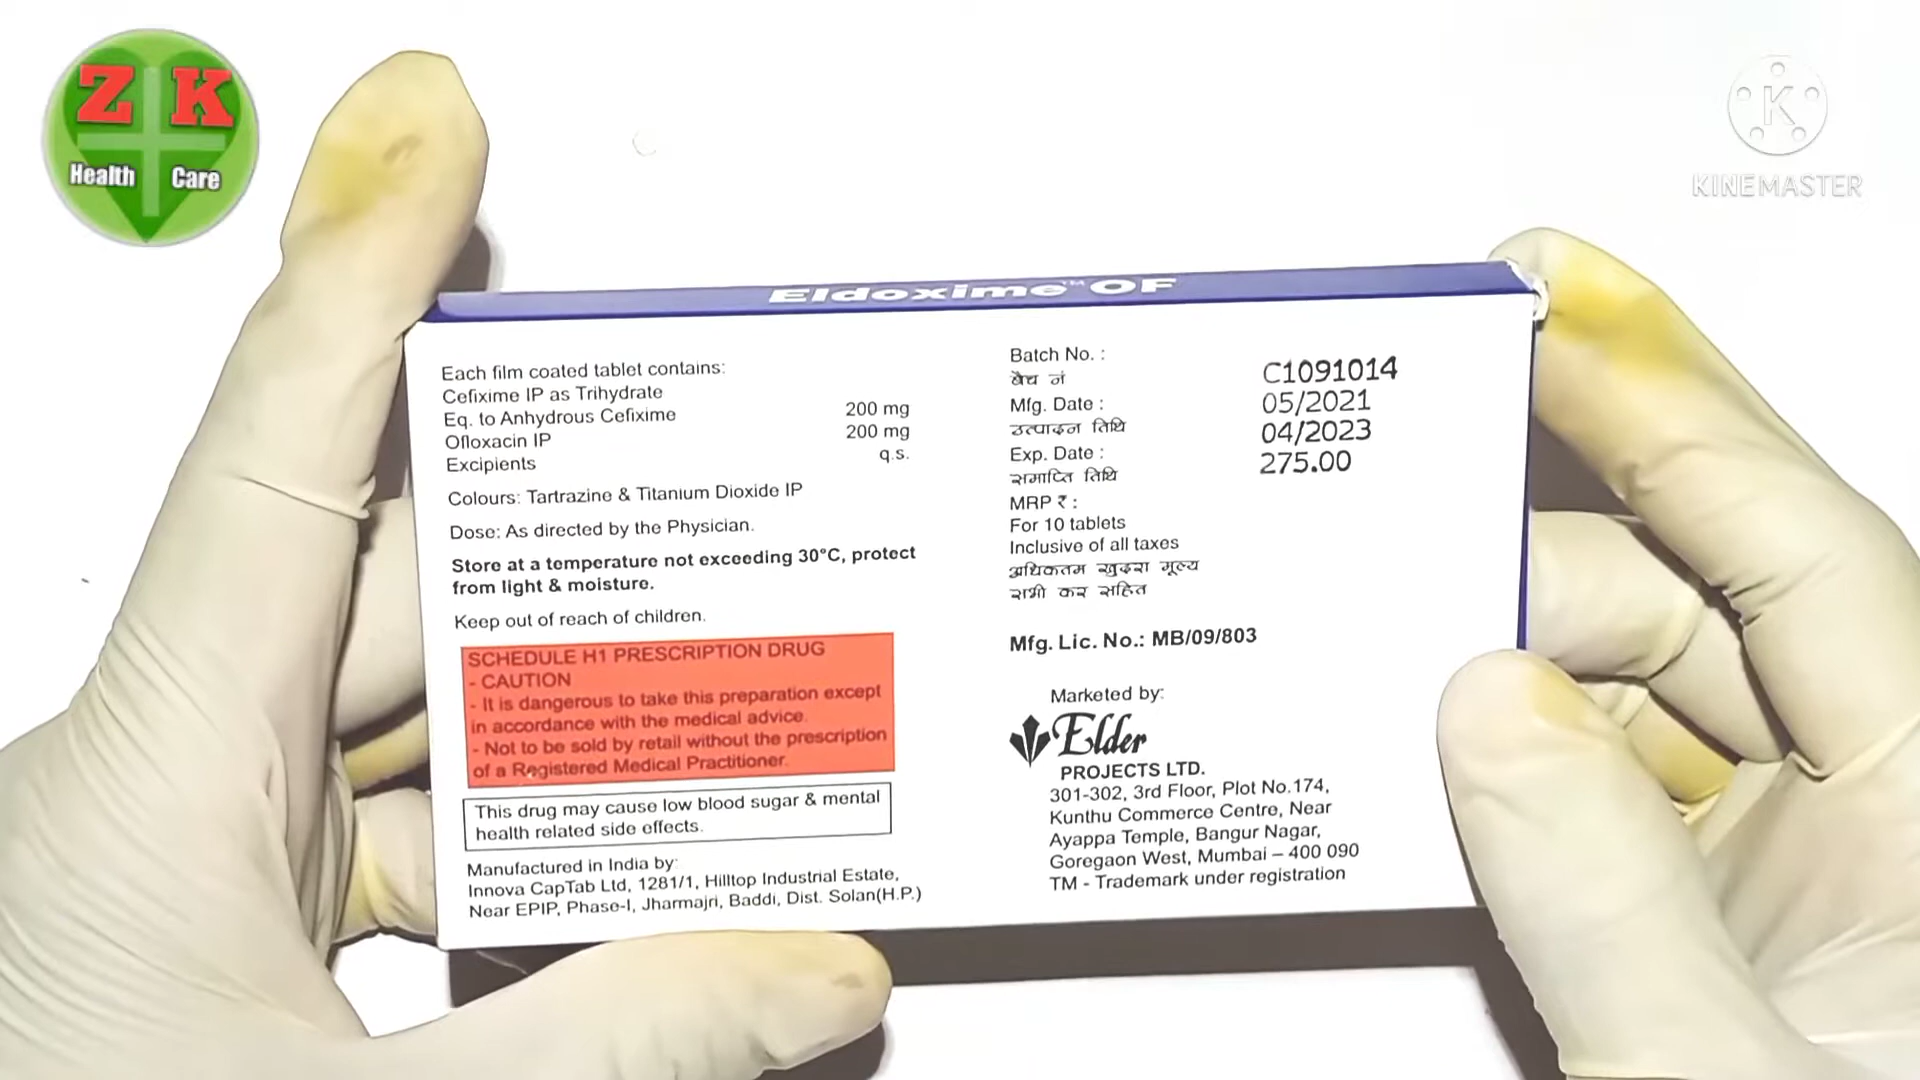 Z K
Health Care
K
KINEMASTER
Eldoxime™ OF
Each film coated tablet contains:
Cefixime IP as Trihydrate
Eq. to Anhydrous Cefixime 200 mg
Ofloxacin IP 200 mg
Excipients q.s.
Colours: Tartrazine & Titanium Dioxide IP
Dose: As directed by the Physician.
Store at a temperature not exceeding 30°C, protect
from light & moisture.
Keep out of reach of children.
SCHEDULE H1 PRESCRIPTION DRUG
- CAUTION
- It is dangerous to take this preparation except
in accordance with the medical advice.
- Not to be sold by retail without the prescription
of a Registered Medical Practitioner.
This drug may cause low blood sugar & mental
health related side effects.
Manufactured in India by:
Innova CapTab Ltd, 1281/1, Hilltop Industrial Estate,
Near EPIP, Phase-I, Jharmajri, Baddi, Dist. Solan(H.P.)
Batch No. :
बैच नं
Mfg. Date :
उत्पादन तिथि
Exp. Date :
समाप्ति तिथि
MRP ₹ :
For 10 tablets
Inclusive of all taxes
अधिकतम खुदरा मूल्य
सभी कर सहित
C1091014
05/2021
04/2023
275.00
Mfg. Lic. No.: MB/09/803
Marketed by:
Elder
PROJECTS LTD.
301-302, 3rd Floor, Plot No.174,
Kunthu Commerce Centre, Near
Ayappa Temple, Bangur Nagar,
Goregaon West, Mumbai – 400 090
TM - Trademark under registration